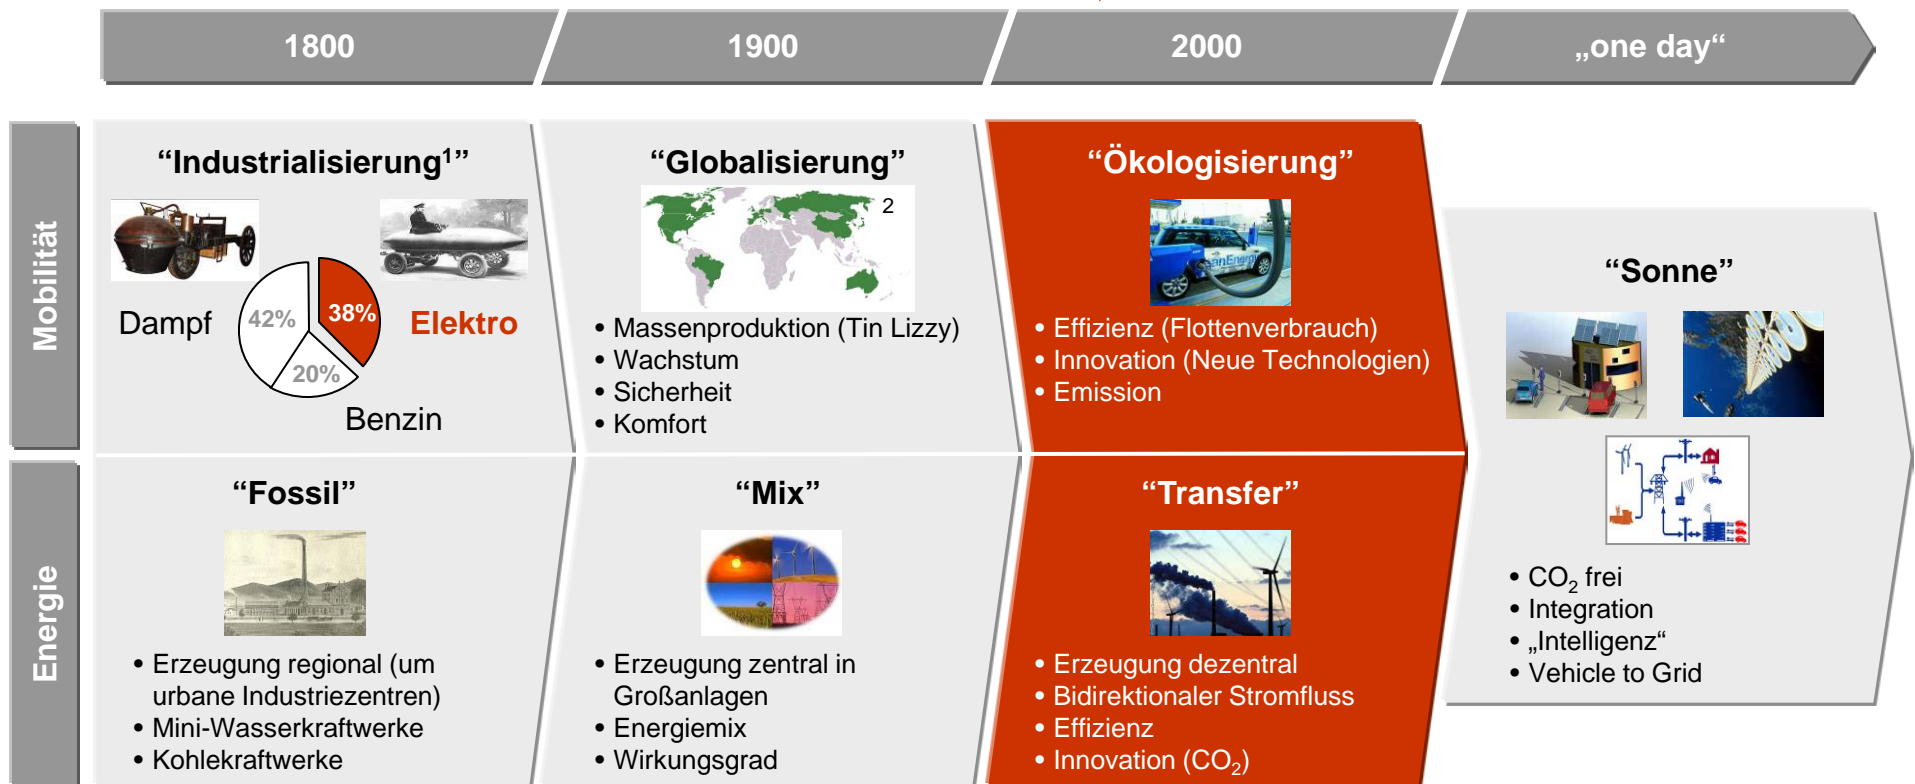 1800
1900
2000
„one day“
Mobilität
“Industrialisierung¹”
Dampf
42%
38%
20%
Elektro
Benzin
“Globalisierung”
2
• Massenproduktion (Tin Lizzy)
• Wachstum
• Sicherheit
• Komfort
“Ökologisierung”
• Effizienz (Flottenverbrauch)
• Innovation (Neue Technologien)
• Emission
“Sonne”
• CO₂ frei
• Integration
• „Intelligenz“
• Vehicle to Grid
Energie
“Fossil”
• Erzeugung regional (um
urbane Industriezentren)
• Mini-Wasserkraftwerke
• Kohlekraftwerke
“Mix”
• Erzeugung zentral in
Großanlagen
• Energiemix
• Wirkungsgrad
“Transfer”
• Erzeugung dezentral
• Bidirektionaler Stromfluss
• Effizienz
• Innovation (CO₂)